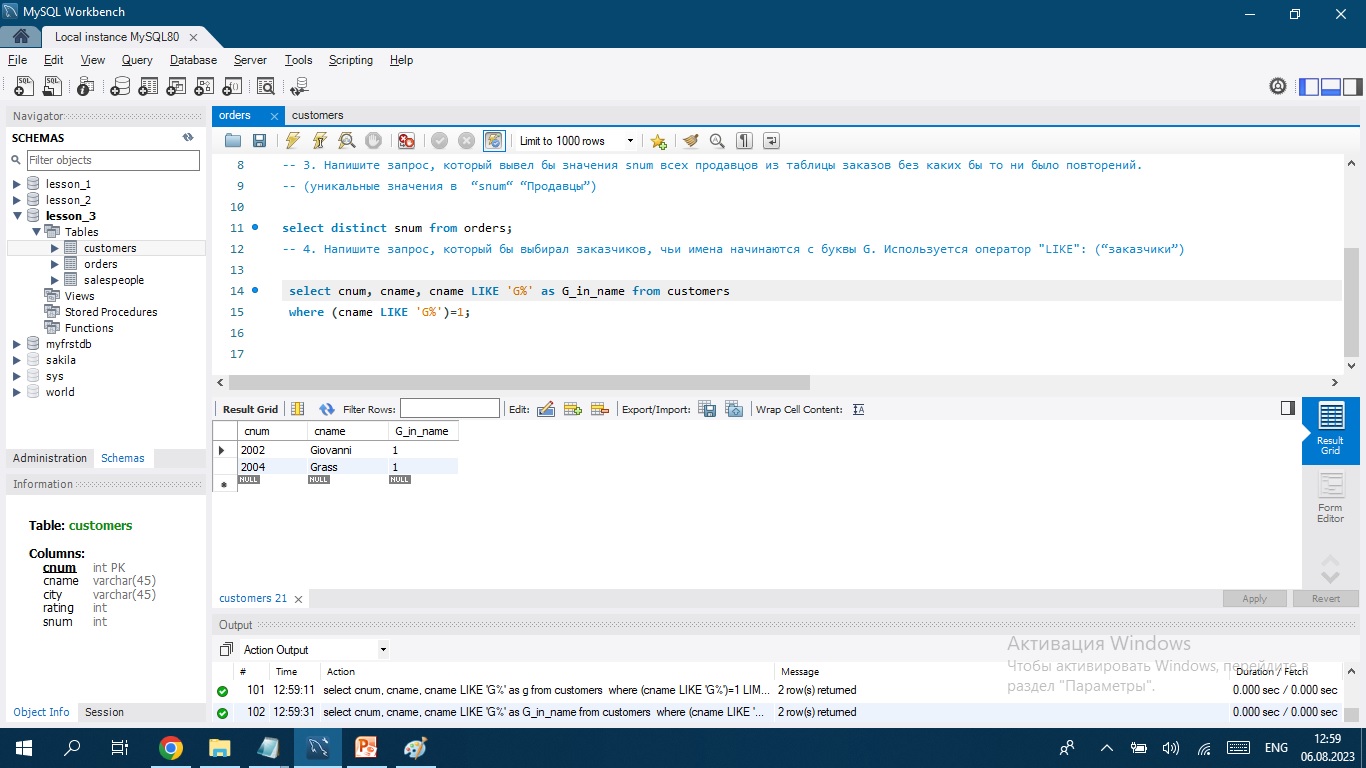 MySQL Workbench
Local instance MySQL80
File Edit View Query Database Server Tools Scripting Help
Navigator
SCHEMAS
Filter objects
lesson_1
lesson_2
lesson_3
Tables
customers
orders
salespeople
Views
Stored Procedures
Functions
myfrstdb
sakila
sys
world
Administration Schemas
Information
Table: customers
Columns:
cnum int PK
cname varchar(45)
city varchar(45)
rating int
snum int
Object Info Session
orders customers
Limit to 1000 rows
8 -- 3. Напишите запрос, который вывел бы значения snum всех продавцов из таблицы заказов без каких бы то ни было повторений.
9 -- (уникальные значения в “snum“ “Продавцы”)
10
11 select distinct snum from orders;
12 -- 4. Напишите запрос, который бы выбирал заказчиков, чьи имена начинаются с буквы G. Используется оператор "LIKE": (“заказчики”)
13
14 select cnum, cname, cname LIKE 'G%' as G_in_name from customers
15 where (cname LIKE 'G%')=1;
16
17
Result Grid Filter Rows: Edit: Export/Import: Wrap Cell Content:
cnum cname G_in_name
2002 Giovanni 1
2004 Grass 1
NULL NULL NULL
Result Grid
Form Editor
customers 21
Apply Revert
Output
Action Output
# Time Action Message Duration / Fetch
101 12:59:11 select cnum, cname, cname LIKE 'G%' as g from customers where (cname LIKE 'G%')=1 LIM... 2 row(s) returned 0.000 sec / 0.000 sec
102 12:59:31 select cnum, cname, cname LIKE 'G%' as G_in_name from customers where (cname LIKE '... 2 row(s) returned 0.000 sec / 0.000 sec
Активация Windows
Чтобы активировать Windows, перейдите в
раздел "Параметры".
ENG
12:59
06.08.2023